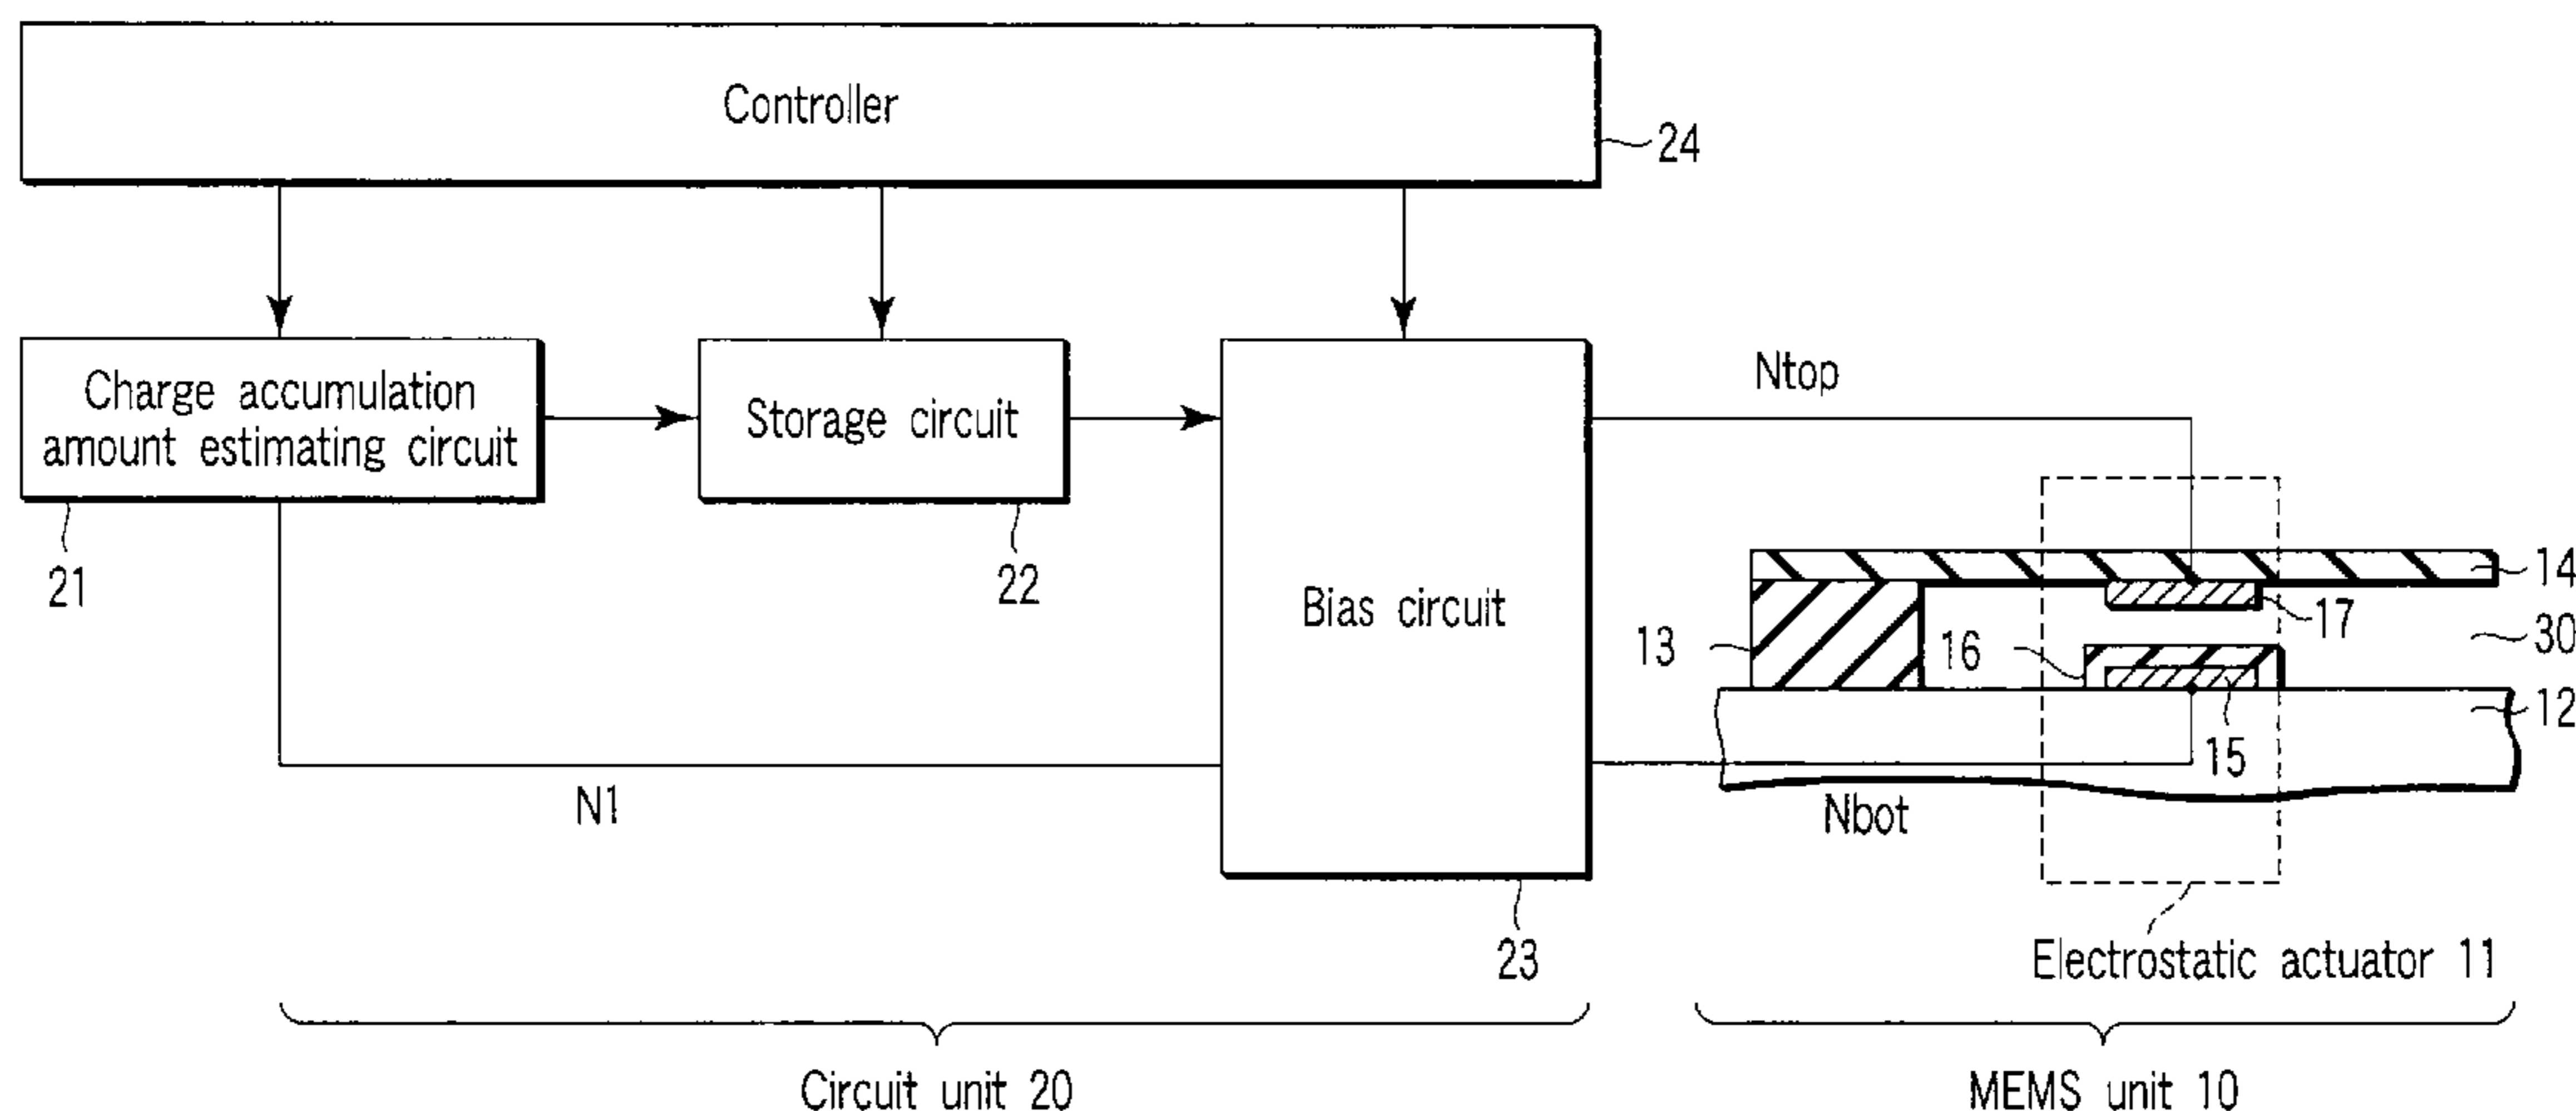 Controller
24
Ntop
Charge accumulation
amount estimating circuit
Storage circuit
21
22
14
Bias circuit
17
13
16
30
12
15
N1
Nbot
23
Electrostatic actuator 11
Circuit unit 20
MEMS unit 10